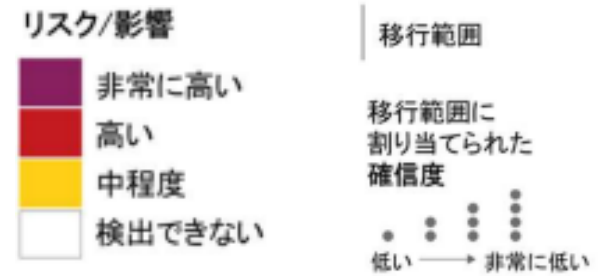 リスク/影響
非常に高い
高い
中程度
検出できない
移行範囲
移行範囲に
割り当てられた
確信度
低い → 非常に低い